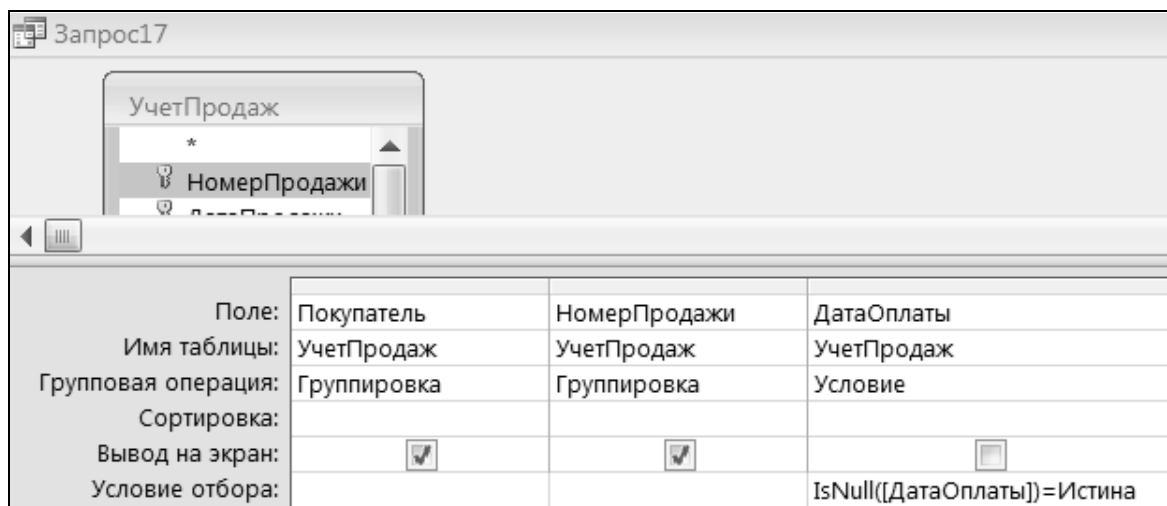 Запрос17
УчетПродаж
*
НомерПродажи
Поле: Покупатель НомерПродажи ДатаОплаты
Имя таблицы: УчетПродаж УчетПродаж УчетПродаж
Групповая операция: Группировка Группировка Условие
Сортировка:
Вывод на экран:
Условие отбора: IsNull([ДатаОплаты])=Истина